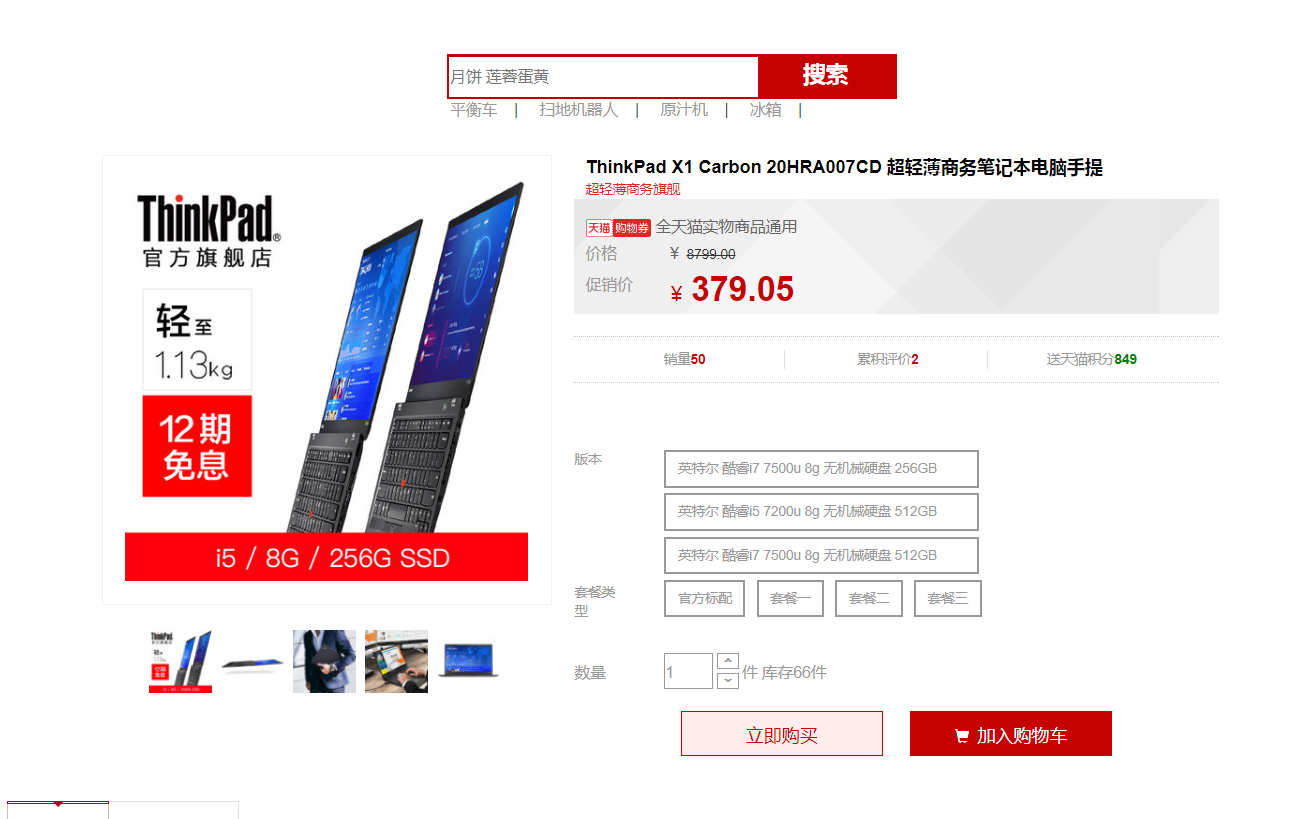 月饼 莲蓉蛋黄
搜索
平衡车 | 扫地机器人 | 原汁机 | 冰箱 |
ThinkPad®
官方旗舰店
轻至
1.13kg
12期
免息
i5 / 8G / 256G SSD
ThinkPad X1 Carbon 20HRA007CD 超轻薄商务笔记本电脑手提
超轻薄商务旗舰
天猫 购物券 全天猫实物商品通用
价格 ¥ 8799.00
促销价 ¥ 379.05
销量50 累积评价2 送天猫积分849
版本
英特尔 酷睿i7 7500u 8g 无机械硬盘 256GB
英特尔 酷睿i5 7200u 8g 无机械硬盘 512GB
英特尔 酷睿i7 7500u 8g 无机械硬盘 512GB
套餐类
型
官方标配 套餐一 套餐二 套餐三
数量 1 件 库存66件
立即购买 加入购物车
ThinkPad
12期
免息